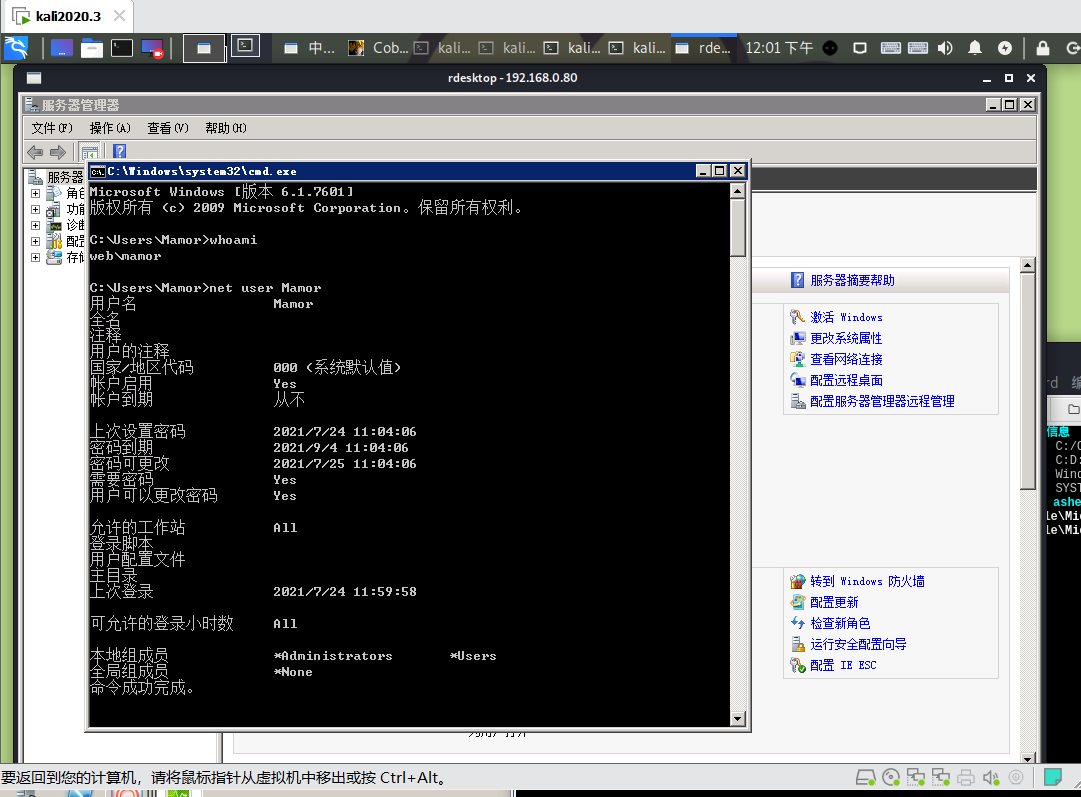 kali2020.3
中...
Cob...
kali...
kali...
kali...
kali...
rde...
12:01 下午
rdesktop - 192.168.0.80
服务器管理器
文件(F) 操作(A) 查看(V) 帮助(H)
服务器
角色
功能
诊断
配置
存储
C:\Windows\system32\cmd.exe
Microsoft Windows [版本 6.1.7601]
版权所有 (c) 2009 Microsoft Corporation。保留所有权利。
C:\Users\Mamor>whoami
web\mamor
C:\Users\Mamor>net user Mamor
用户名 Mamor
全名
注释
用户的注释
国家/地区代码 000 (系统默认值)
帐户启用 Yes
帐户到期 从不
上次设置密码 2021/7/24 11:04:06
密码到期 2021/9/4 11:04:06
密码可更改 2021/7/25 11:04:06
需要密码 Yes
用户可以更改密码 Yes
允许的工作站 All
登录脚本
用户配置文件
主目录
上次登录 2021/7/24 11:59:58
可允许的登录小时数 All
本地组成员 *Administrators *Users
全局组成员 *None
命令成功完成。
服务器摘要帮助
激活 Windows
更改系统属性
查看网络连接
配置远程桌面
配置服务器管理器远程管理
转到 Windows 防火墙
配置更新
检查新角色
运行安全配置向导
配置 IE ESC
rd 编
信息
C:/
C:D:
Wind
SYST
ashe
le\Mi
le\Mi
要返回到您的计算机，请将鼠标指针从虚拟机中移出或按 Ctrl+Alt。